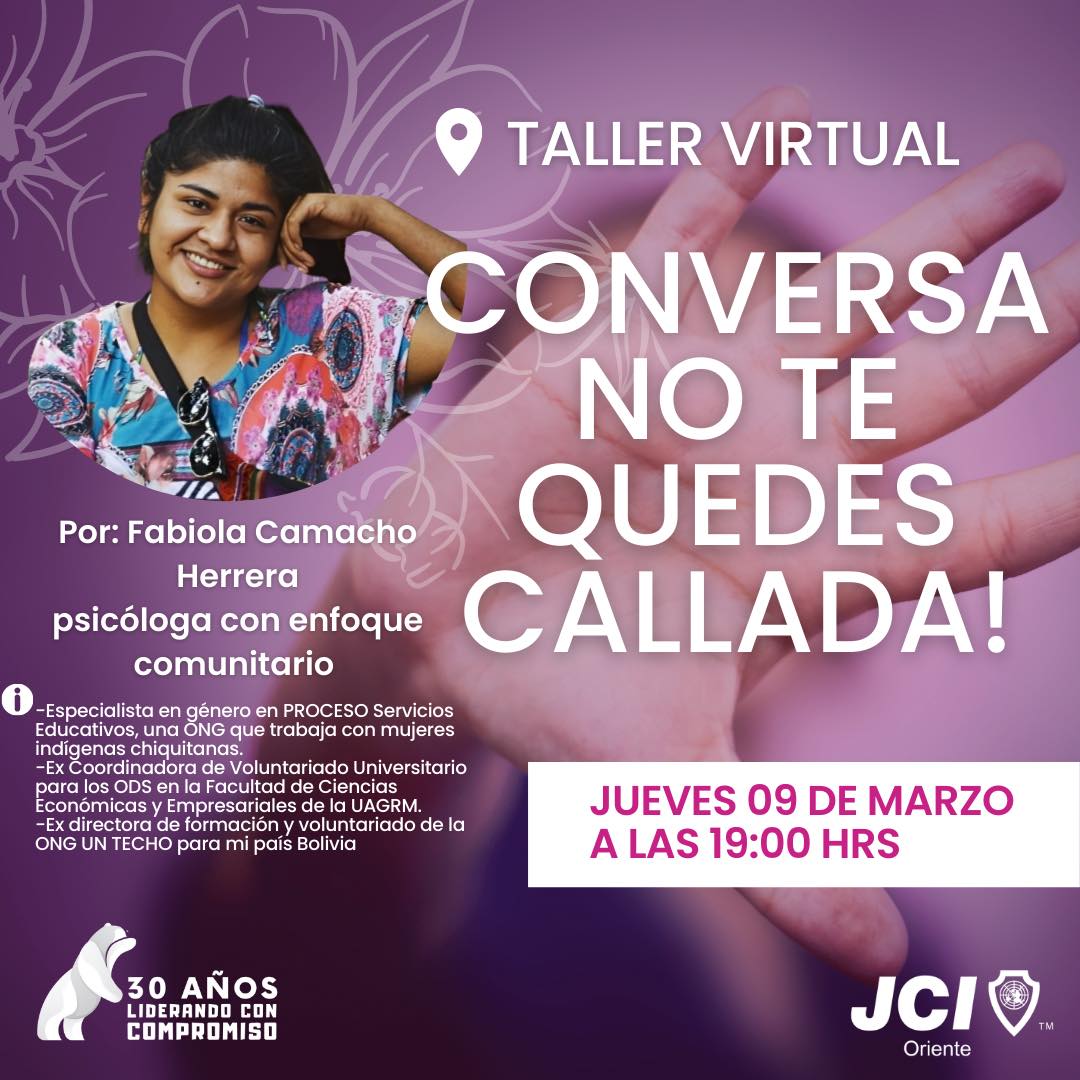 TALLER VIRTUAL
CONVERSA
NO TE
QUEDES
CALLADA!
Por: Fabiola Camacho
Herrera
psicóloga con enfoque
comunitario
-Especialista en género en PROCESO Servicios
Educativos, una ONG que trabaja con mujeres
indígenas chiquitanas.
-Ex Coordinadora de Voluntariado Universitario
para los ODS en la Facultad de Ciencias
Económicas y Empresariales de la UAGRM.
-Ex directora de formación y voluntariado de la
ONG UN TECHO para mi país Bolivia
JUEVES 09 DE MARZO
A LAS 19:00 HRS
30 AÑOS
LIDERANDO CON
COMPROMISO
JCI
TM
Oriente